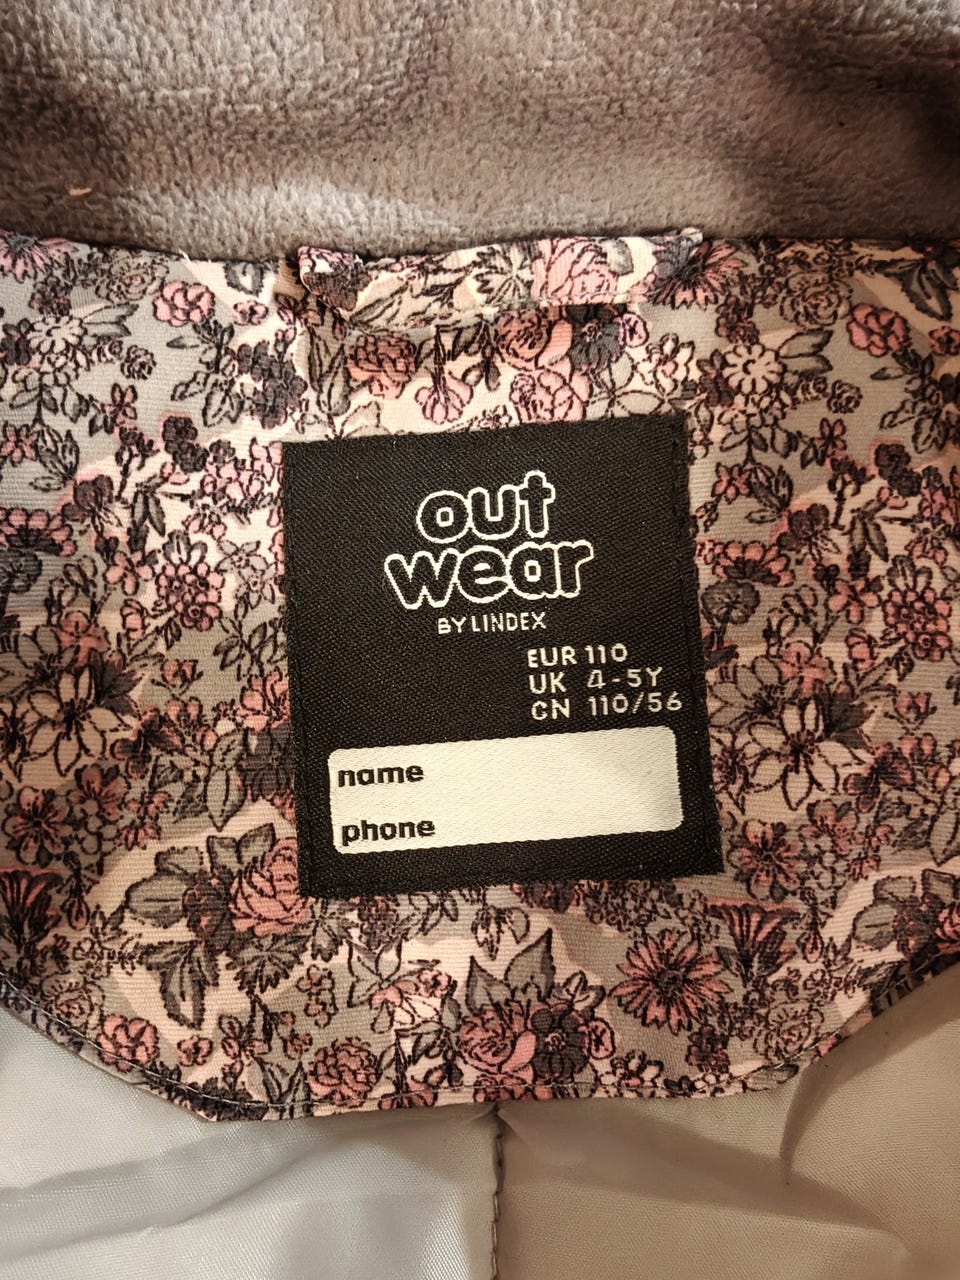 out
wear
BY LINDEX
EUR 110
UK 4-5Y
CN 110/56
name
phone